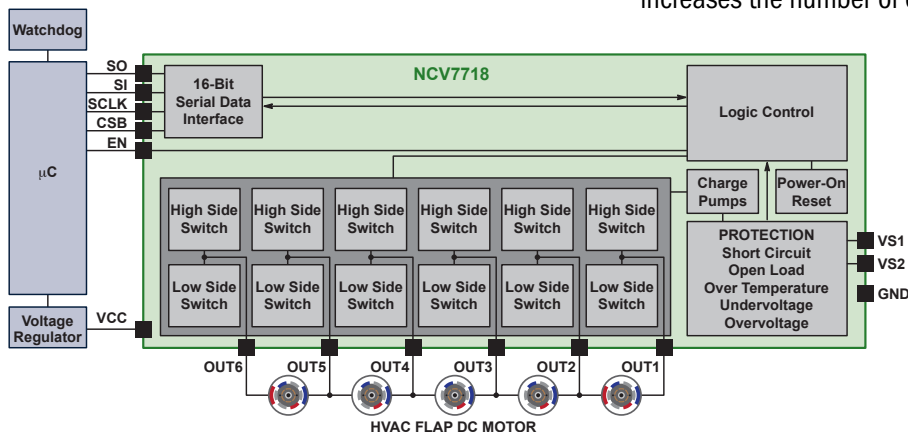 increases the number of
Watchdog
μC
Voltage
Regulator
SO
SI
SCLK
CSB
EN
VCC
NCV7718
16-Bit
Serial Data
Interface
Logic Control
High Side
Switch
High Side
Switch
High Side
Switch
High Side
Switch
High Side
Switch
High Side
Switch
Low Side
Switch
Low Side
Switch
Low Side
Switch
Low Side
Switch
Low Side
Switch
Low Side
Switch
Charge
Pumps
Power-On
Reset
PROTECTION
Short Circuit
Open Load
Over Temperature
Undervoltage
Overvoltage
VS1
VS2
GND
OUT6
OUT5
OUT4
OUT3
OUT2
OUT1
HVAC FLAP DC MOTOR